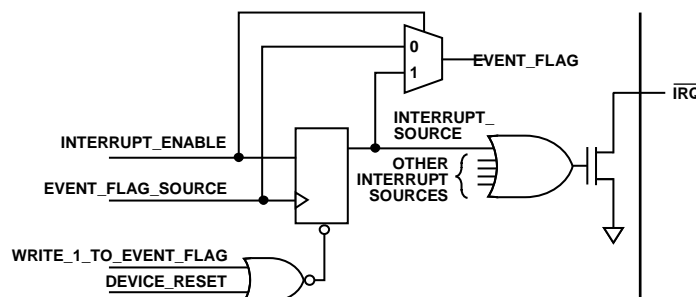 0
EVENT_FLAG
1
IRQ
INTERRUPT_
SOURCE
INTERRUPT_ENABLE
OTHER
INTERRUPT
SOURCES
EVENT_FLAG_SOURCE
WRITE_1_TO_EVENT_FLAG
DEVICE_RESET